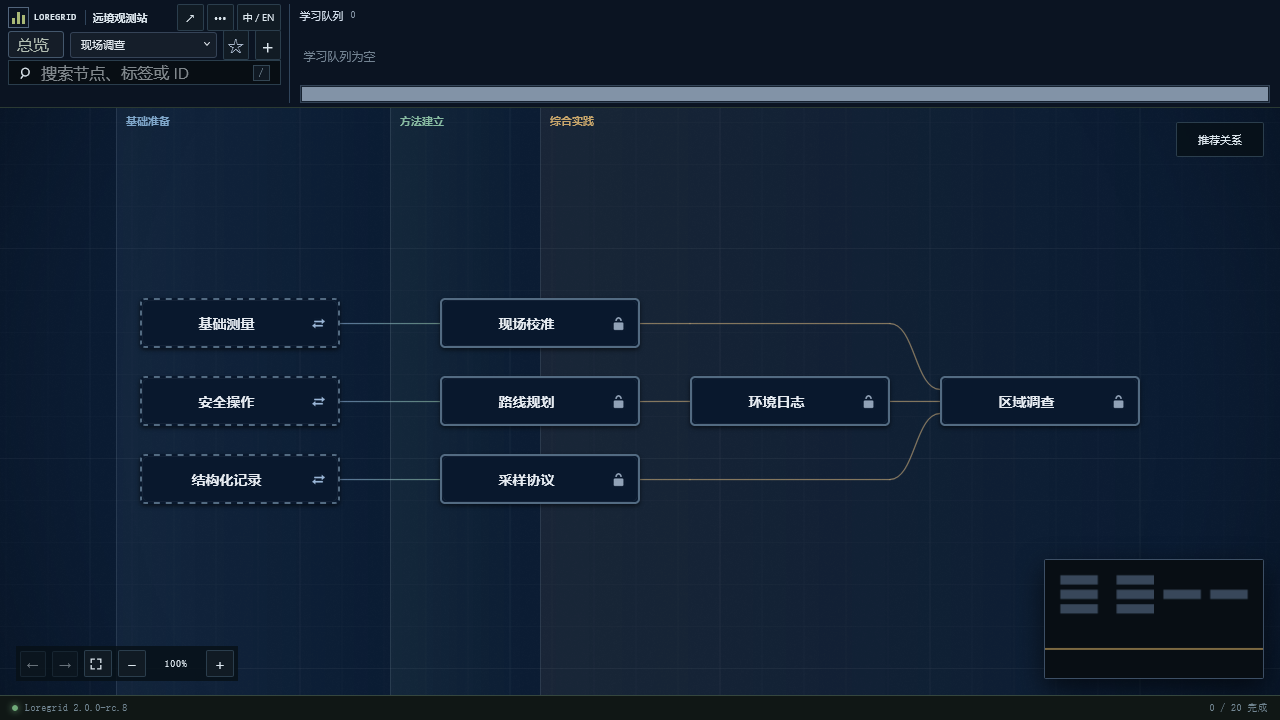 LOREGRID 远境观测站 ↗ ••• 中 / EN
总览 现场调查 ☆ +
搜索节点、标签或 ID /
学习队列 0
学习队列为空
基础准备 方法建立 综合实践
推荐关系
基础测量 现场校准
安全操作 路线规划 环境日志 区域调查
结构化记录 采样协议
← → − 100% +
Loregrid 2.0.0-rc.8 0 / 20 完成